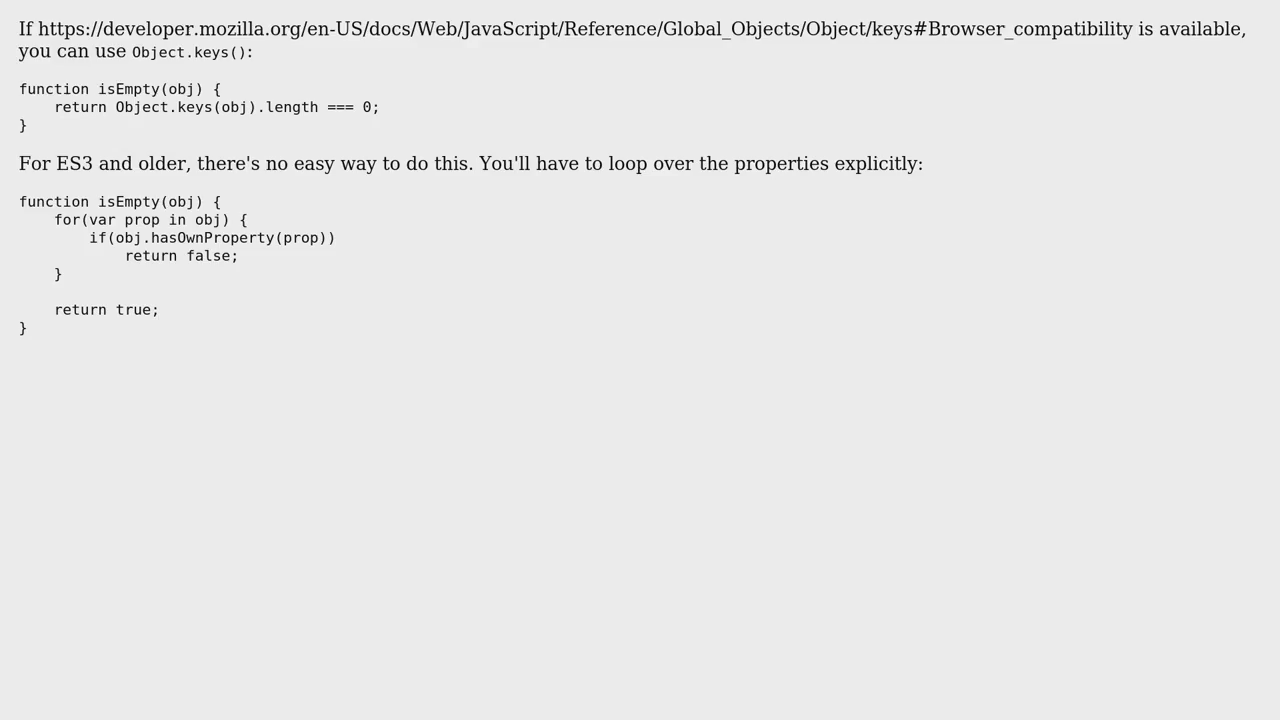 If https://developer.mozilla.org/en-US/docs/Web/JavaScript/Reference/Global_Objects/Object/keys#Browser_compatibility is available,
you can use Object.keys():
function isEmpty(obj) {
    return Object.keys(obj).length === 0;
}
For ES3 and older, there's no easy way to do this. You'll have to loop over the properties explicitly:
function isEmpty(obj) {
    for(var prop in obj) {
        if(obj.hasOwnProperty(prop))
            return false;
    }
    return true;
}